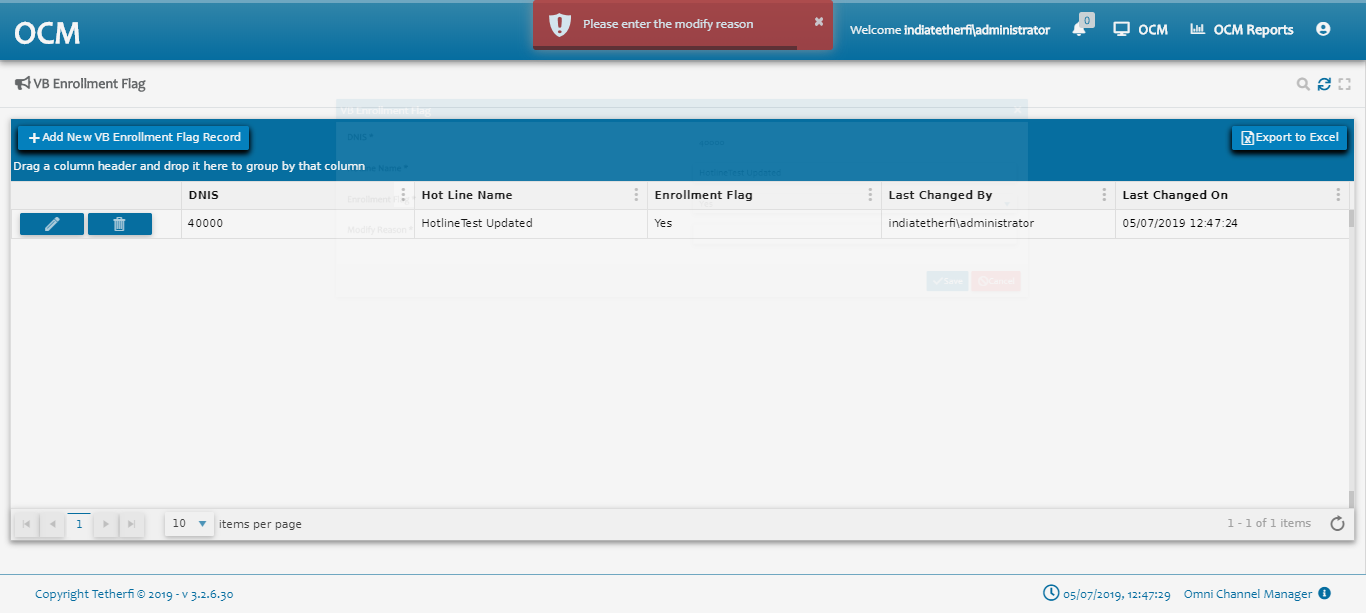 OCM
Please enter the modify reason
Welcome indiatetherfi\administrator
0
OCM
OCM Reports
VB Enrollment Flag
VB Enrollment Flag
Add New VB Enrollment Flag Record
DNIS *
Export to Excel
Drag a column header and drop it here to group by that column
HotlineTest Updated
DNIS
Hot Line Name
Enrollment Flag
Last Changed By
Last Changed On
Enrollment Flag *
40000
HotlineTest Updated
Yes
indiatetherfi\administrator
05/07/2019 12:47:24
Modify Reason *
Save
Cancel
1
10
items per page
1 - 1 of 1 items
Copyright Tetherfi © 2019 - v 3.2.6.30
05/07/2019, 12:47:29
Omni Channel Manager